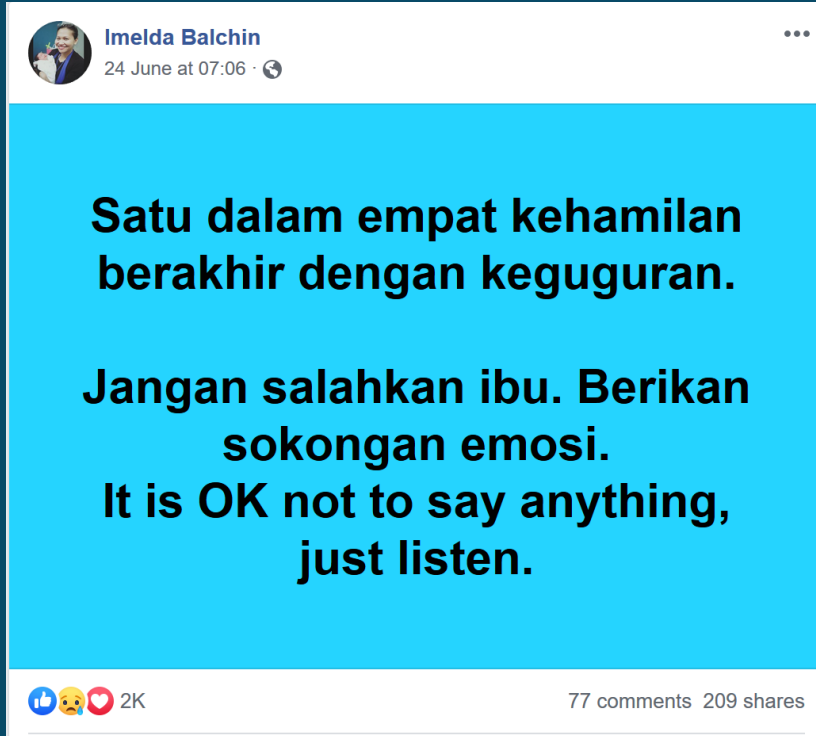 Imelda Balchin
24 June at 07:06 ·
Satu dalam empat kehamilan
berakhir dengan keguguran.
Jangan salahkan ibu. Berikan
sokongan emosi.
It is OK not to say anything,
just listen.
2K
77 comments 209 shares